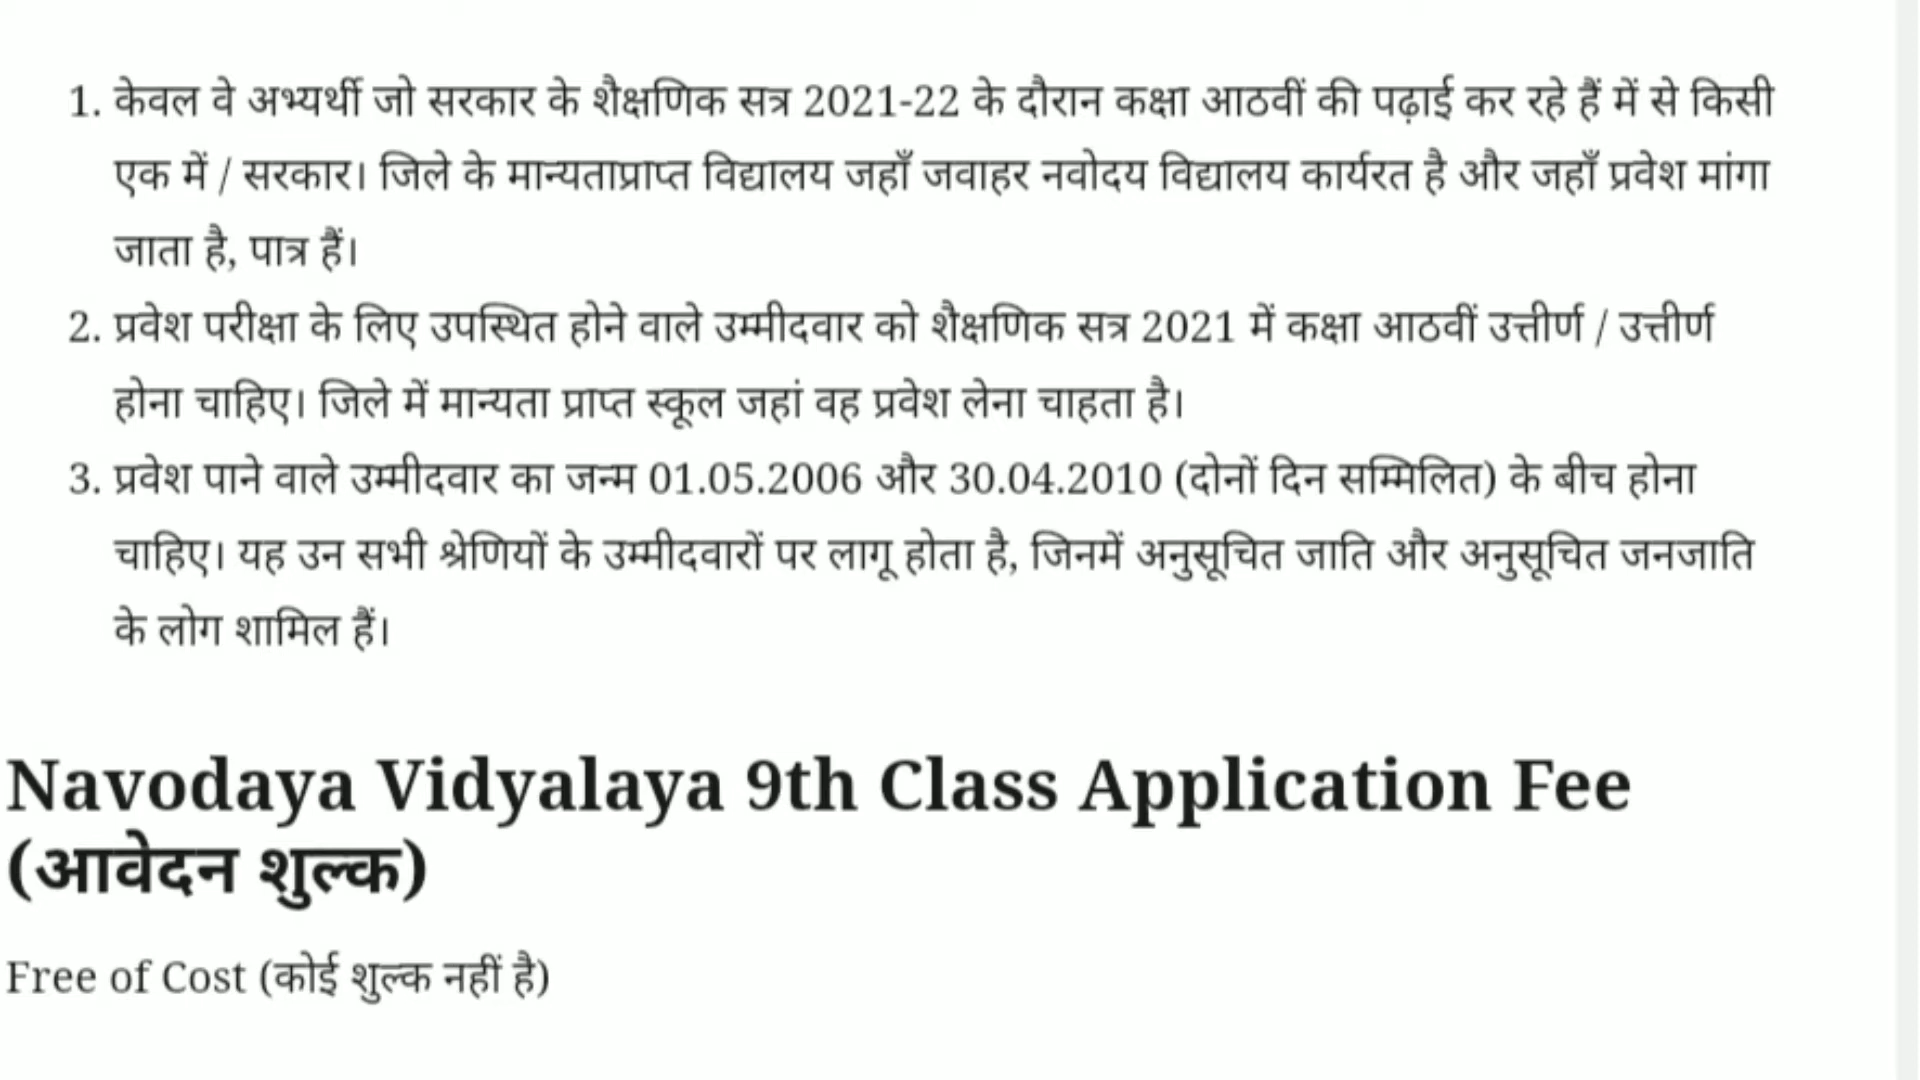 1. केवल वे अभ्यर्थी जो सरकार के शैक्षणिक सत्र 2021-22 के दौरान कक्षा आठवीं की पढ़ाई कर रहे हैं में से किसी
एक में / सरकार। जिले के मान्यताप्राप्त विद्यालय जहाँ जवाहर नवोदय विद्यालय कार्यरत है और जहाँ प्रवेश मांगा
जाता है, पात्र हैं।
2. प्रवेश परीक्षा के लिए उपस्थित होने वाले उम्मीदवार को शैक्षणिक सत्र 2021 में कक्षा आठवीं उत्तीर्ण / उत्तीर्ण
होना चाहिए। जिले में मान्यता प्राप्त स्कूल जहां वह प्रवेश लेना चाहता है।
3. प्रवेश पाने वाले उम्मीदवार का जन्म 01.05.2006 और 30.04.2010 (दोनों दिन सम्मिलित) के बीच होना
चाहिए। यह उन सभी श्रेणियों के उम्मीदवारों पर लागू होता है, जिनमें अनुसूचित जाति और अनुसूचित जनजाति
के लोग शामिल हैं।
Navodaya Vidyalaya 9th Class Application Fee
(आवेदन शुल्क)
Free of Cost (कोई शुल्क नहीं है)